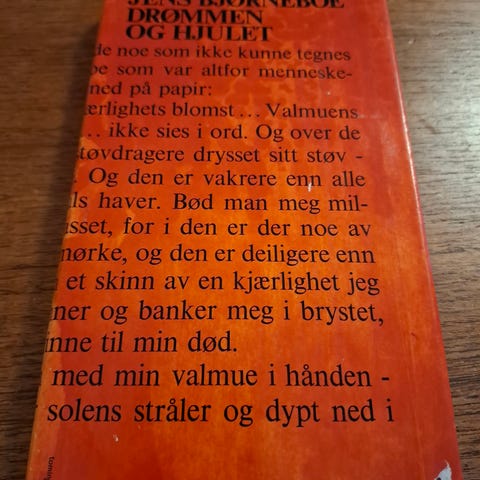 JENS BJØRNEBOE
DRØMMEN
OG HJULET
de noe som ikke kunne tegnes
be som var altfor menneske-
ned på papir:
ærlighets blomst ... Valmuens
.. ikke sies i ord. Og over de
støvdragere drysset sitt støv -
Og den er vakrere enn alle
ls haver. Bød man meg mil-
usset, for i den er der noe av
mørke, og den er deiligere enn
et skinn av en kjærlighet jeg
ner og banker meg i brystet,
inne til min død.
med min valmue i hånden -
solens stråler og dypt ned i